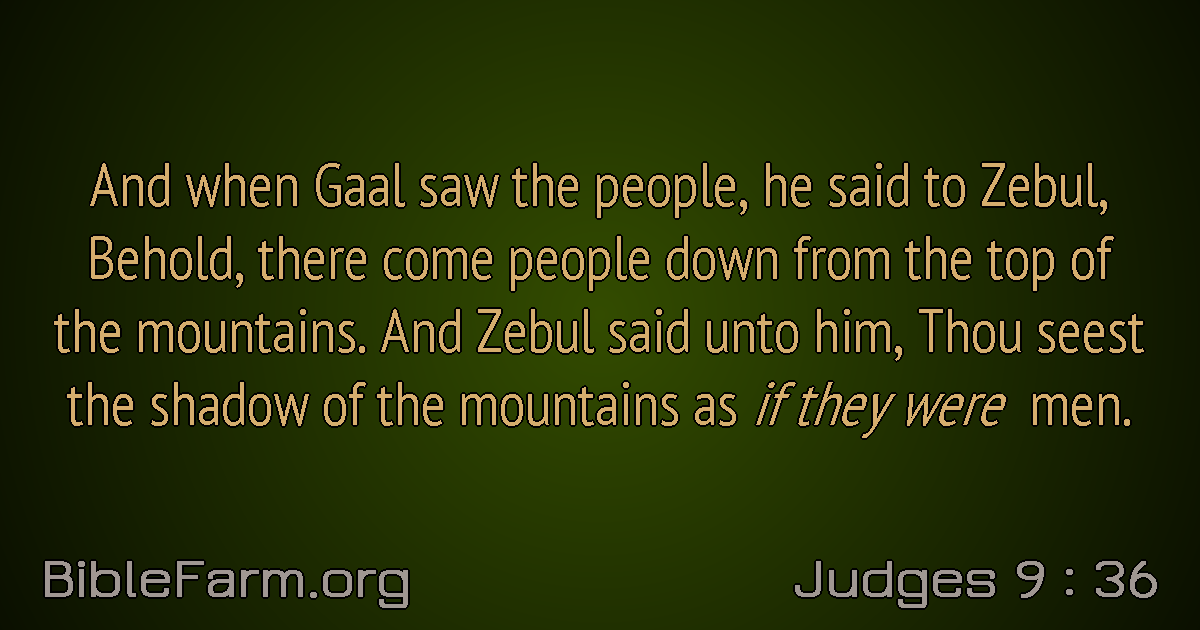 And when Gaal saw the people, he said to Zebul,
Behold, there come people down from the top of
the mountains. And Zebul said unto him, Thou seest
the shadow of the mountains as if they were men.
BibleFarm.org
Judges 9 : 36